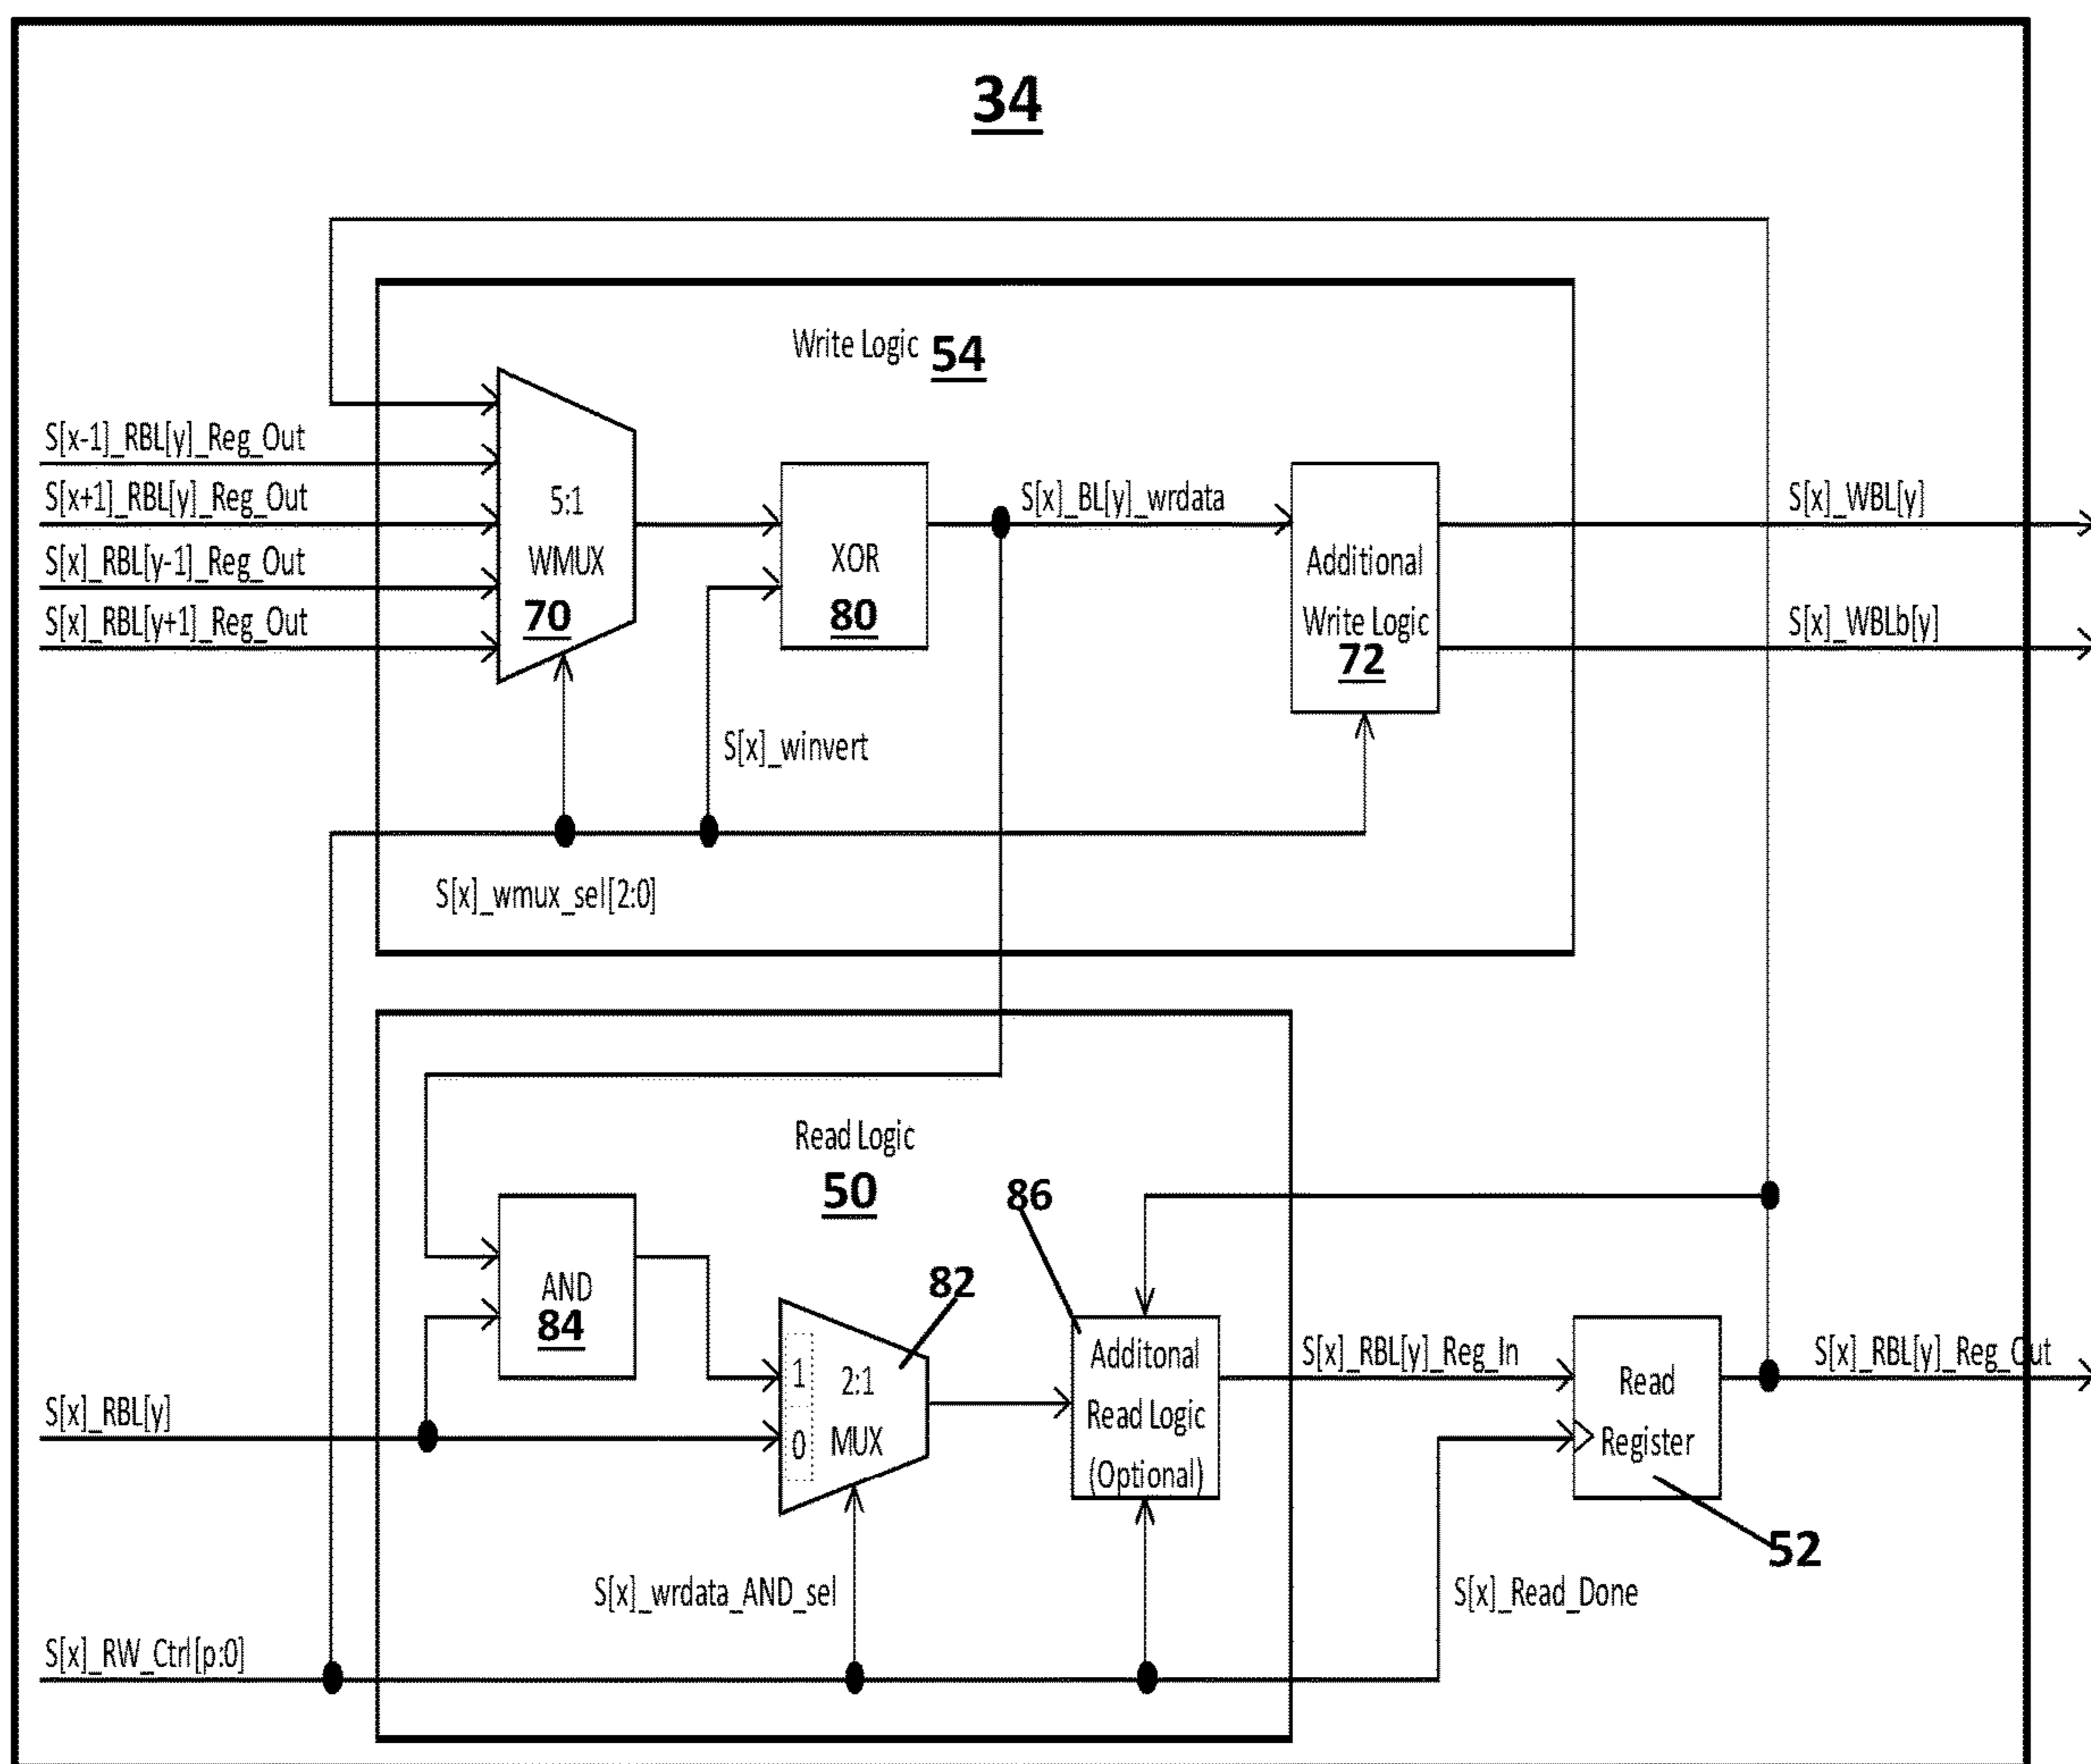 34
Write Logic 54
S[x-1]_RBL[y]_Reg_Out
S[x+1]_RBL[y]_Reg_Out
S[x]_RBL[y-1]_Reg_Out
S[x]_RBL[y+1]_Reg_Out
5:1
WMUX
70
XOR
80
S[x]_BL[y]_wrdata
Additional
Write Logic
72
S[x]_WBL[y]
S[x]_WBLb[y]
S[x]_winvert
S[x]_wmux_sel[2:0]
Read Logic
50
86
AND
84
82
1
0
2:1
MUX
Additonal
Read Logic
(Optional)
S[x]_RBL[y]_Reg_In
Read
Register
S[x]_RBL[y]_Reg_Out
S[x]_RBL[y]
52
S[x]_wrdata_AND_sel
S[x]_Read_Done
S[x]_RW_Ctrl[p:0]